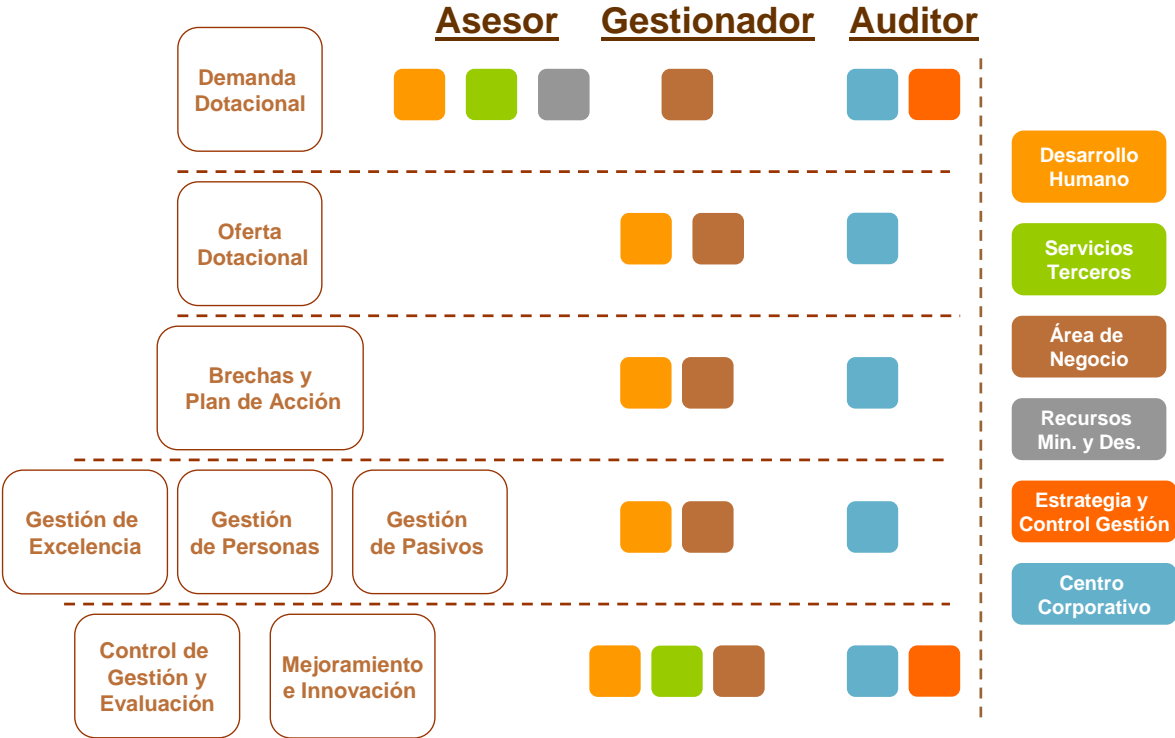 Asesor Gestionador Auditor
Demanda
Dotacional
Oferta
Dotacional
Brechas y
Plan de Acción
Gestión de
Excelencia
Gestión
de Personas
Gestión
de Pasivos
Control de
Gestión y
Evaluación
Mejoramiento
e Innovación
Desarrollo
Humano
Servicios
Terceros
Área de
Negocio
Recursos
Min. y Des.
Estrategia y
Control Gestión
Centro
Corporativo